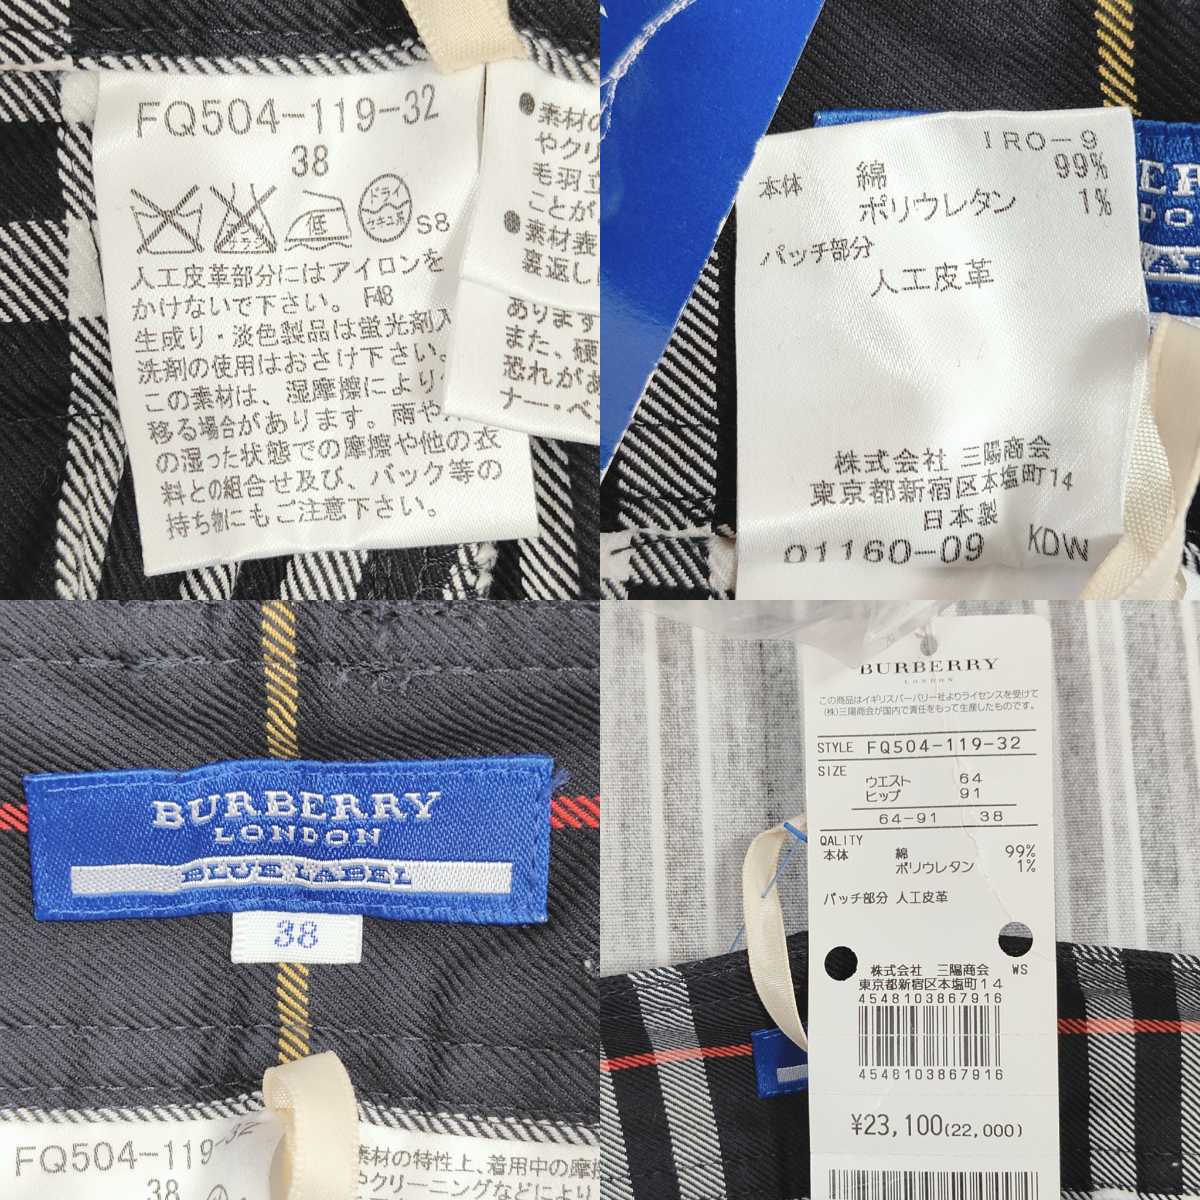 FQ504-119-32
38
低
ドライ
セキユ系
S8
人工皮革部分にはアイロンを
かけないで下さい。 F48
生成り・淡色製品は蛍光剤入
洗剤の使用はおさけ下さい。
この素材は、湿摩擦により
移る場合があります。雨や
の湿った状態での摩擦や他の衣
料との組合せ及び、バック等の
持ち物にもご注意下さい。
●素材の
やクリ
毛羽立
ことが
●素材表
裏返し
あります
また、硬
恐れがあ
ナー・ベ
IRO-9
本体 綿 99%
ポリウレタン 1%
パッチ部分
人工皮革
株式会社 三陽商会
東京都新宿区本塩町14
日本製
01160-09 KDW
BURBERRY
LONDON
BLUE LABEL
38
FQ504-119-32
38
素材の特性上、着用中の摩擦
やクリーニングなどにより
BURBERRY
LONDON
この商品はイギリスバーバリー社よりライセンスを受けて
(株)三陽商会が国内で責任をもって生産したものです。
STYLE FQ504-119-32
SIZE
ウエスト 64
ヒップ 91
64-91 38
QALITY
本体 綿 99%
ポリウレタン 1%
パッチ部分 人工皮革
株式会社 三陽商会 WS
東京都新宿区本塩町14
4548103867916
4548103867916
¥23,100(22,000)